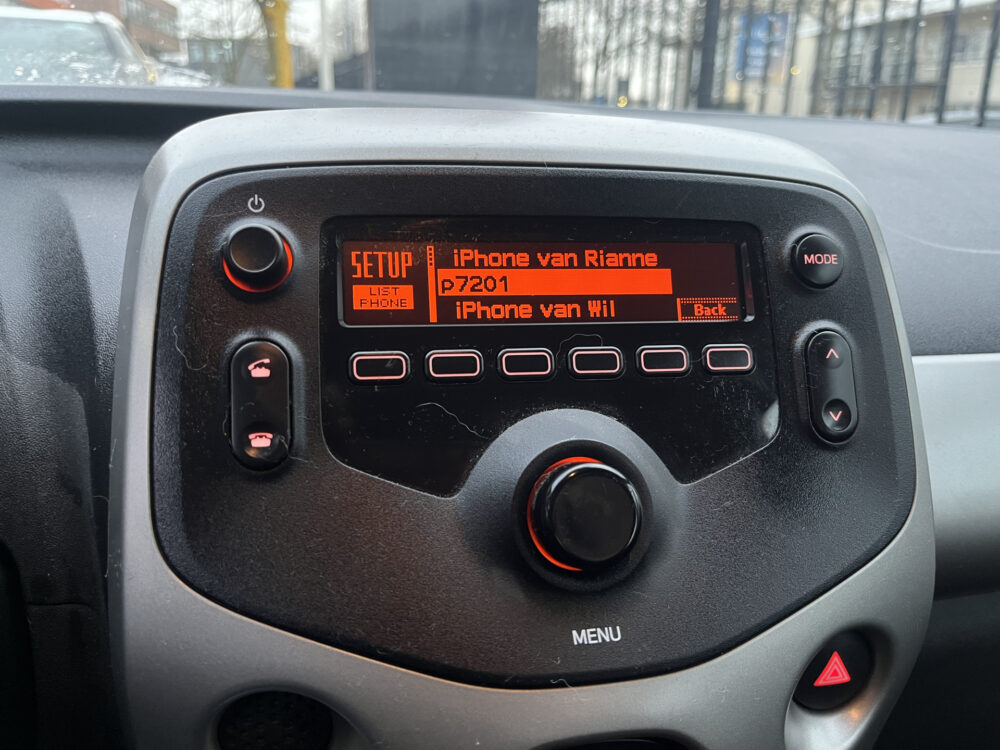 SETUP
LIST
PHONE
iPhone van Rianne
p7201
iPhone van Wil
Back
MODE
MENU